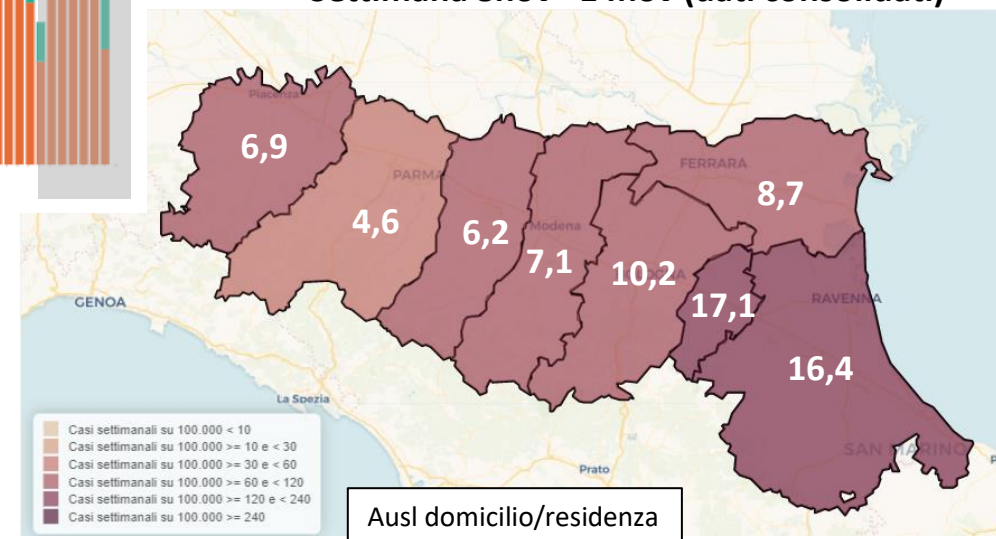 Piacenza
6,9
PARMA
4,6
6,2
Modena
7,1
10,2
FERRARA
8,7
17,1
RAVENNA
16,4
GENOA
La Spezia
Prato
SAN MARINO
Casi settimanali su 100.000 < 10
Casi settimanali su 100.000 >= 10 e < 30
Casi settimanali su 100.000 >= 30 e < 60
Casi settimanali su 100.000 >= 60 e < 120
Casi settimanali su 100.000 >= 120 e < 240
Casi settimanali su 100.000 >= 240
Ausl domicilio/residenza